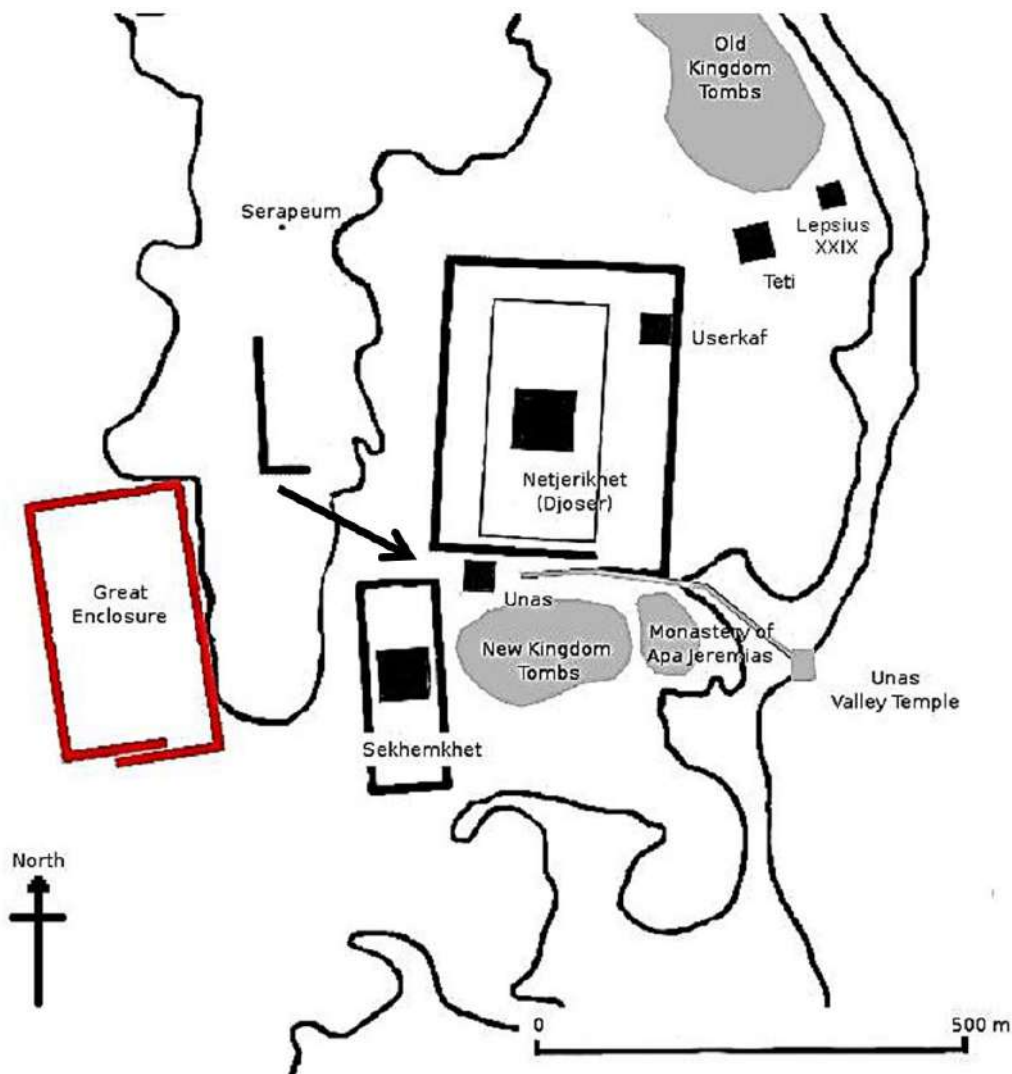 Old
Kingdom
Tombs
Serapeum
Lepsius
XXIX
Teti
Userkaf
Netjerikhet
(Djoser)
Great
Enclosure
Unas
New Kingdom
Tombs
Monastery of
Apa Jeremias
Unas
Valley Temple
Sekhemkhet
North
0
500 m